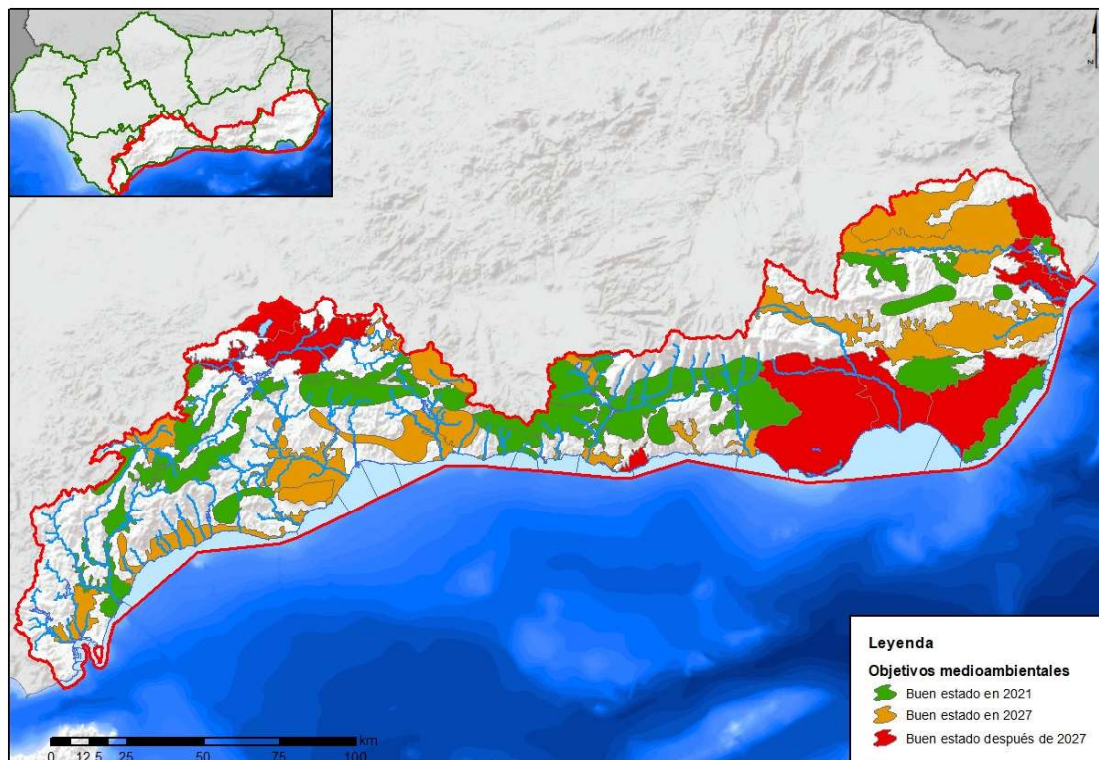 N
Leyenda
Objetivos medioambientales
Buen estado en 2021
Buen estado en 2027
Buen estado después de 2027
km
0 12,5 25 50 75 100